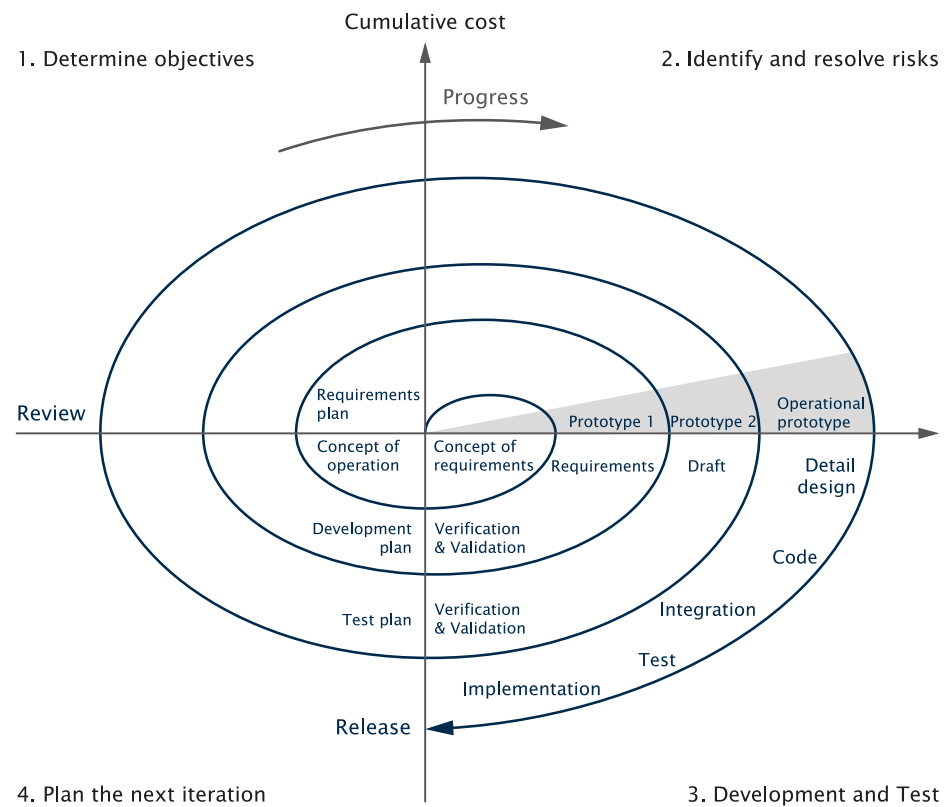 Cumulative cost
1. Determine objectives
2. Identify and resolve risks
Progress
Requirements
plan
Operational
prototype
Review
Prototype 1
Prototype 2
Concept of
operation
Concept of
requirements
Requirements
Draft
Detail
design
Development
plan
Verification
& Validation
Code
Test plan
Verification
& Validation
Integration
Test
Implementation
Release
4. Plan the next iteration
3. Development and Test